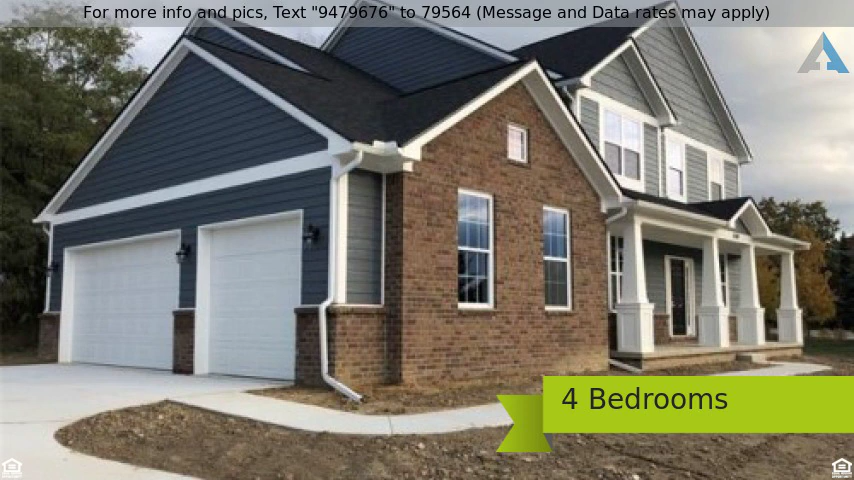 For more info and pics, Text "9479676" to 79564 (Message and Data rates may apply)
4 Bedrooms